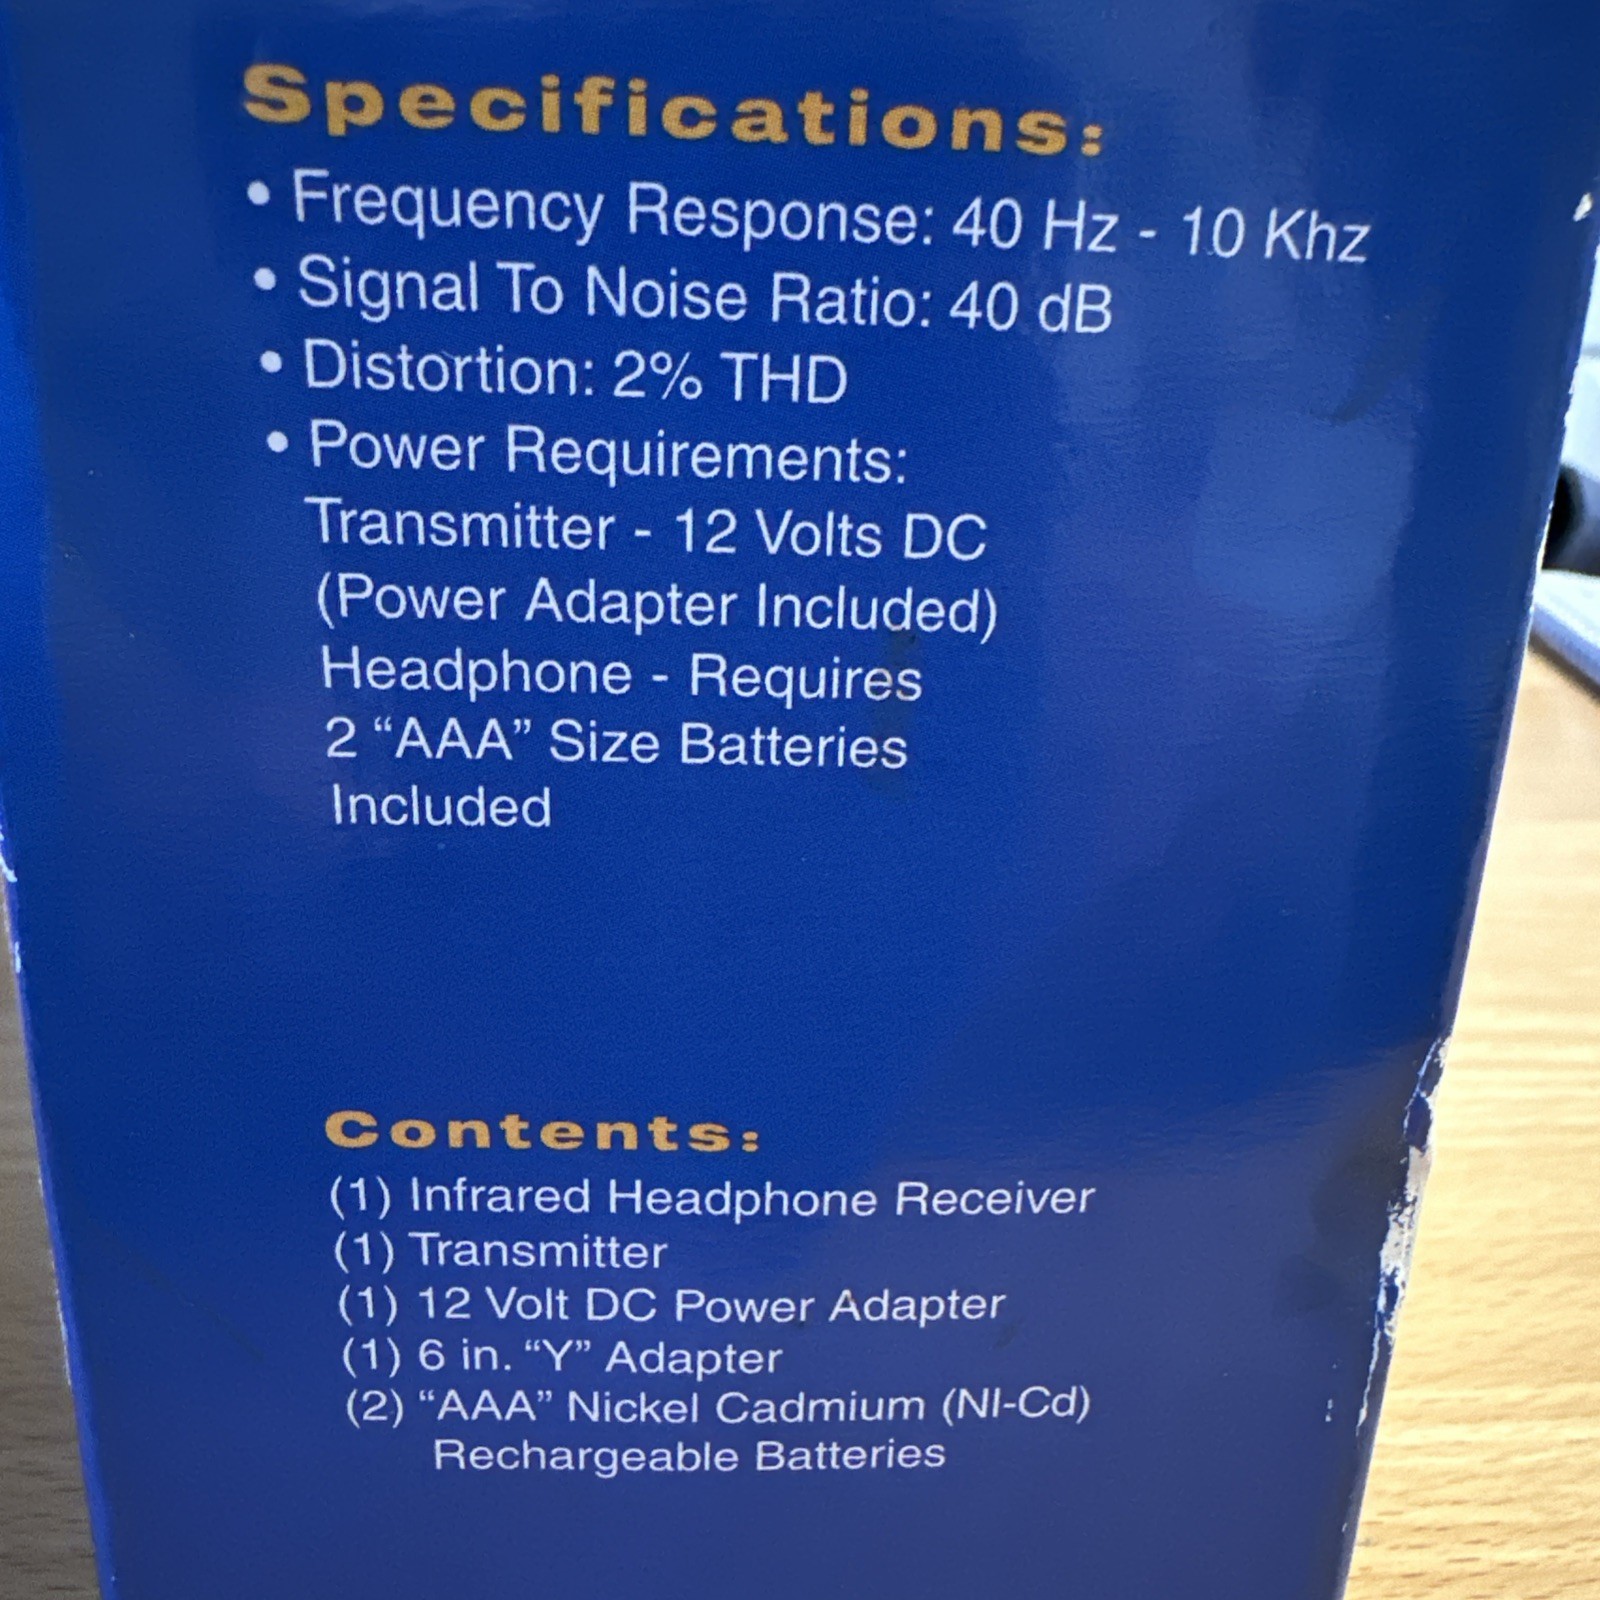 Specifications:
• Frequency Response: 40 Hz - 10 Khz
• Signal To Noise Ratio: 40 dB
• Distortion: 2% THD
• Power Requirements:
Transmitter - 12 Volts DC
(Power Adapter Included)
Headphone - Requires
2 “AAA” Size Batteries
Included
Contents:
(1) Infrared Headphone Receiver
(1) Transmitter
(1) 12 Volt DC Power Adapter
(1) 6 in. “Y” Adapter
(2) “AAA” Nickel Cadmium (NI-Cd)
Rechargeable Batteries